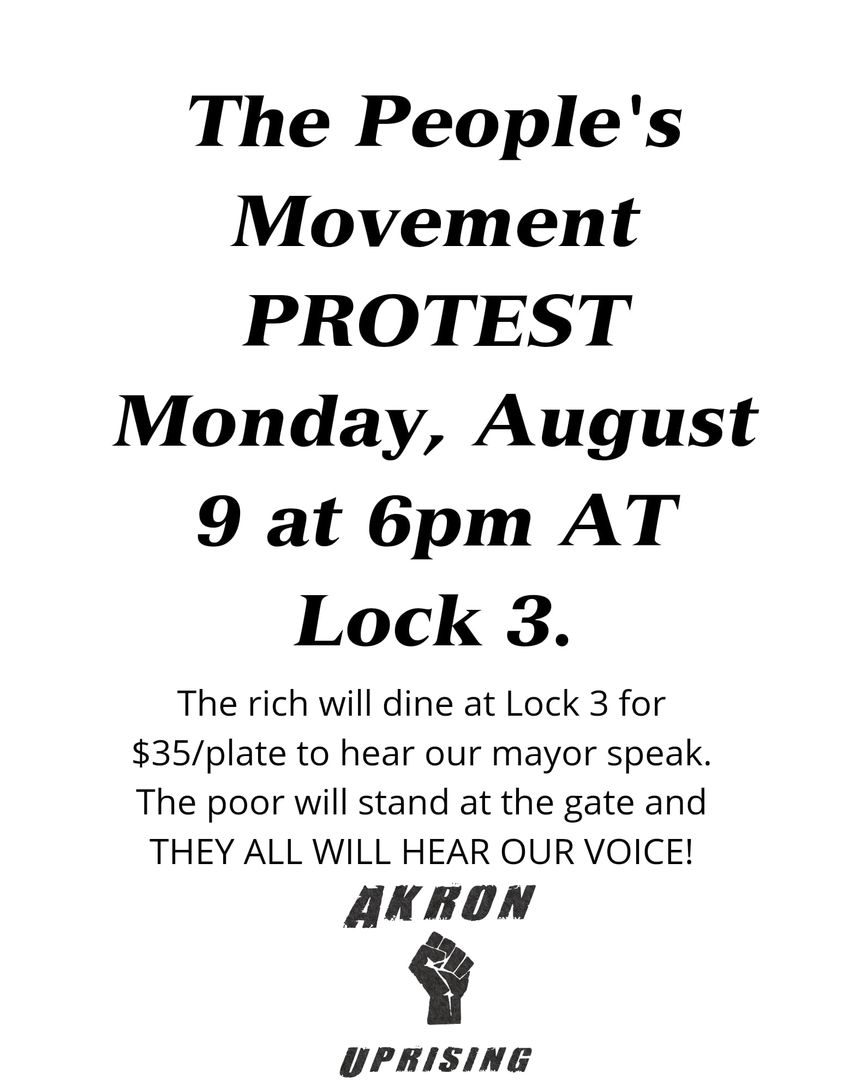 The People's
Movement
PROTEST
Monday, August
9 at 6pm AT
Lock 3.
The rich will dine at Lock 3 for
$35/plate to hear our mayor speak.
The poor will stand at the gate and
THEY ALL WILL HEAR OUR VOICE!
AKRON
UPRISING